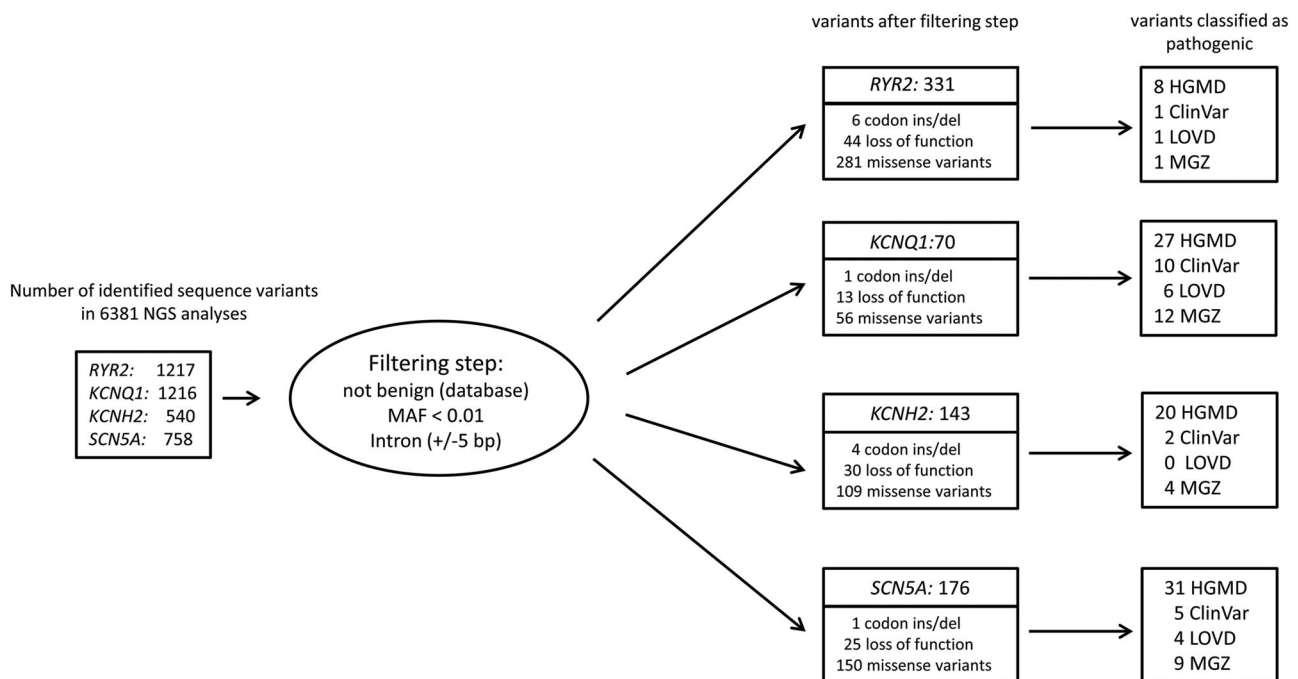 Number of identified sequence variants
in 6381 NGS analyses
RYR2: 1217
KCNQ1: 1216
KCNH2: 540
SCN5A: 758
Filtering step:
not benign (database)
MAF < 0.01
Intron (+/-5 bp)
variants after filtering step
RYR2: 331
6 codon ins/del
44 loss of function
281 missense variants
KCNQ1:70
1 codon ins/del
13 loss of function
56 missense variants
KCNH2: 143
4 codon ins/del
30 loss of function
109 missense variants
SCN5A: 176
1 codon ins/del
25 loss of function
150 missense variants
variants classified as
pathogenic
8 HGMD
1 ClinVar
1 LOVD
1 MGZ
27 HGMD
10 ClinVar
6 LOVD
12 MGZ
20 HGMD
2 ClinVar
0 LOVD
4 MGZ
31 HGMD
5 ClinVar
4 LOVD
9 MGZ